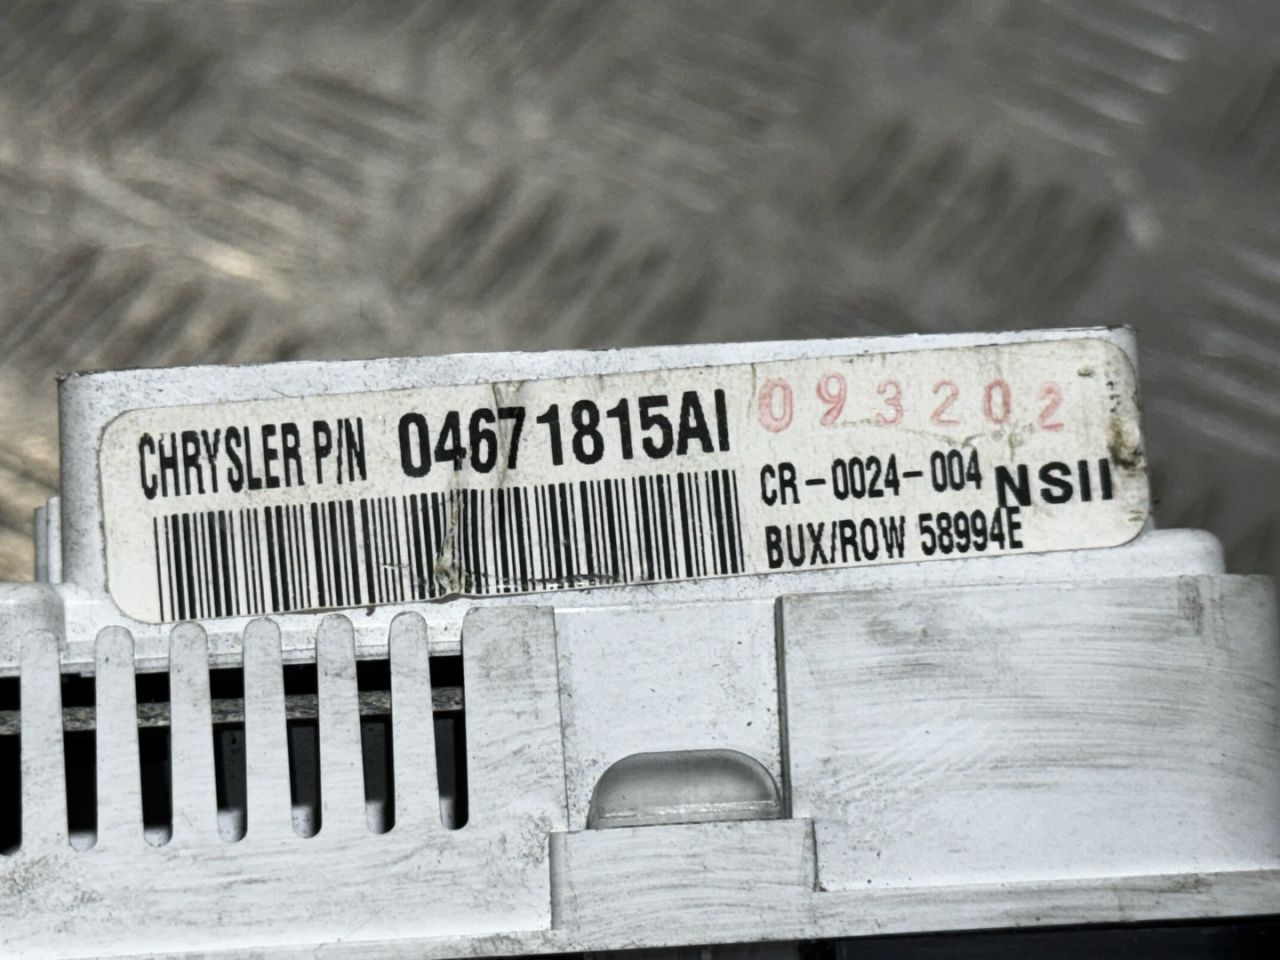 CHRYSLER P/N 04671815AI
093202
CR-0024-004 NSII
BUX/ROW 58994E